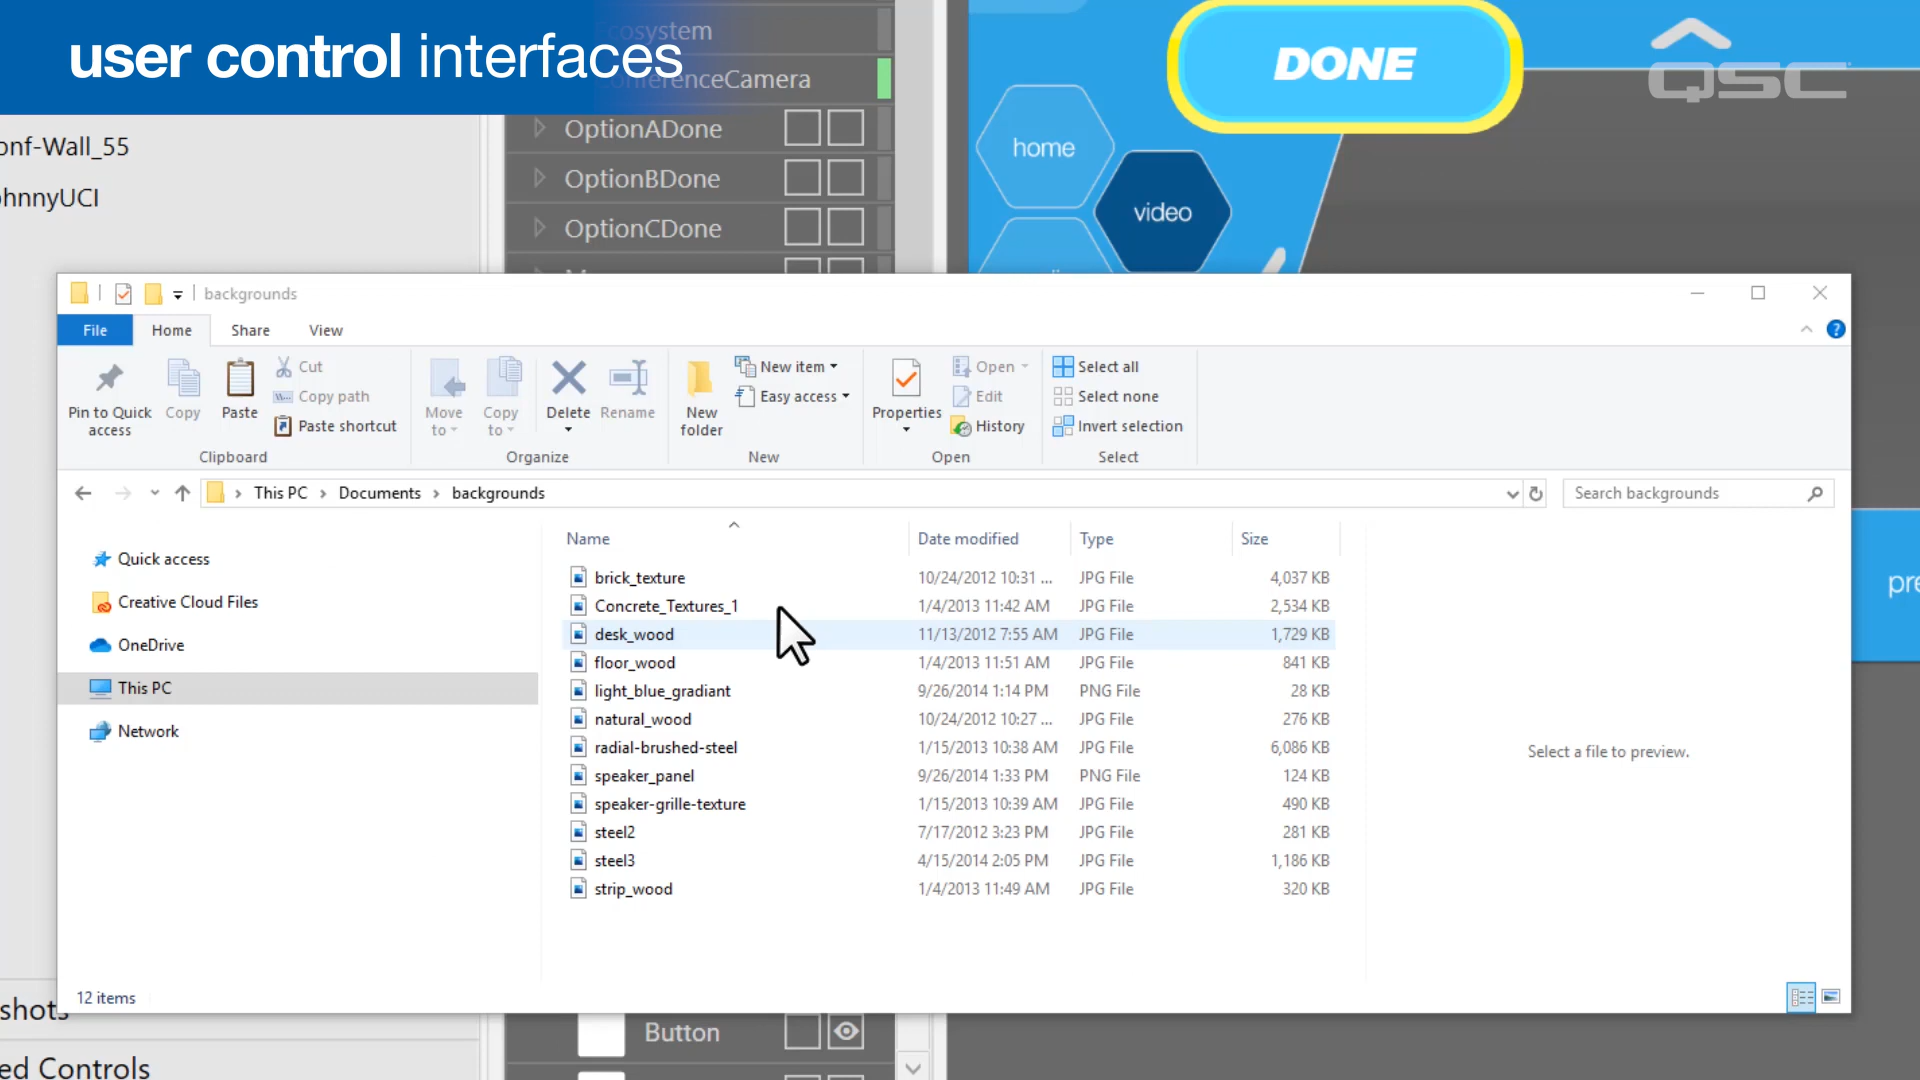 user control interfaces
cosystem
onferenceCamera
OptionADone
OptionBDone
OptionCDone
onf-Wall_55
ohnnyUCI
DONE
QSC
home
video
backgrounds
File Home Share View
Pin to Quick access
Copy
Paste
Cut
Copy path
Paste shortcut
Clipboard
Move to
Copy to
Delete
Rename
Organize
New folder
New item
Easy access
New
Properties
Open
Edit
History
Open
Select all
Select none
Invert selection
Select
This PC > Documents > backgrounds
Search backgrounds
Quick access
Creative Cloud Files
OneDrive
This PC
Network
Name Date modified Type Size
brick_texture 10/24/2012 10:31 ... JPG File 4,037 KB
Concrete_Textures_1 1/4/2013 11:42 AM JPG File 2,534 KB
desk_wood 11/13/2012 7:55 AM JPG File 1,729 KB
floor_wood 1/4/2013 11:51 AM JPG File 841 KB
light_blue_gradiant 9/26/2014 1:14 PM PNG File 28 KB
natural_wood 10/24/2012 10:27 ... JPG File 276 KB
radial-brushed-steel 1/15/2013 10:38 AM JPG File 6,086 KB
speaker_panel 9/26/2014 1:33 PM PNG File 124 KB
speaker-grille-texture 1/15/2013 10:39 AM JPG File 490 KB
steel2 7/17/2012 3:23 PM JPG File 281 KB
steel3 4/15/2014 2:05 PM JPG File 1,186 KB
strip_wood 1/4/2013 11:49 AM JPG File 320 KB
Select a file to preview.
pre
12 items
shots
Button
ed Controls